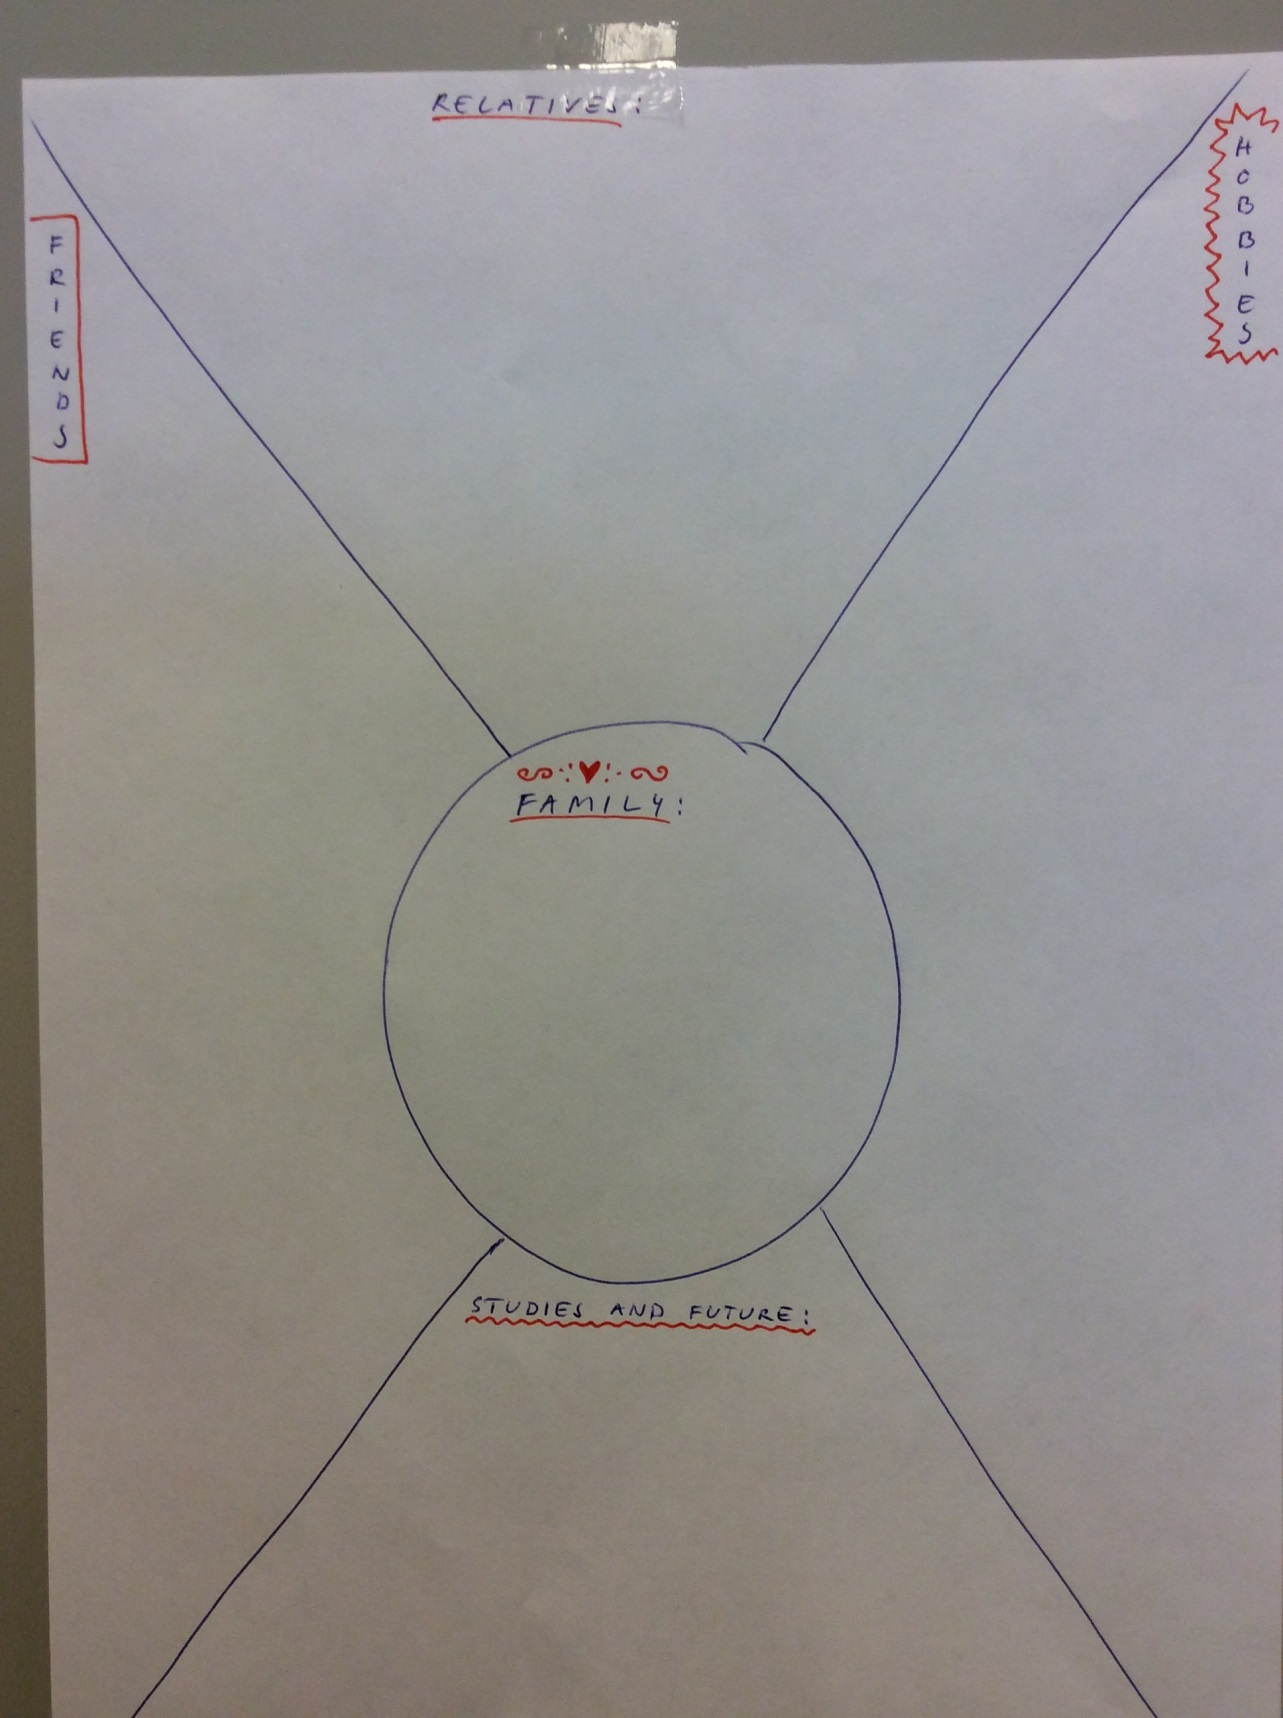 RELATIVES:
HOBBIES
FRIENDS
FAMILY:
STUDIES AND FUTURE: